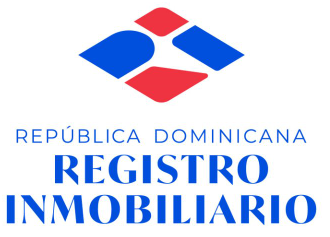 REPÚBLICA DOMINICANA
REGISTRO
INMOBILIARIO